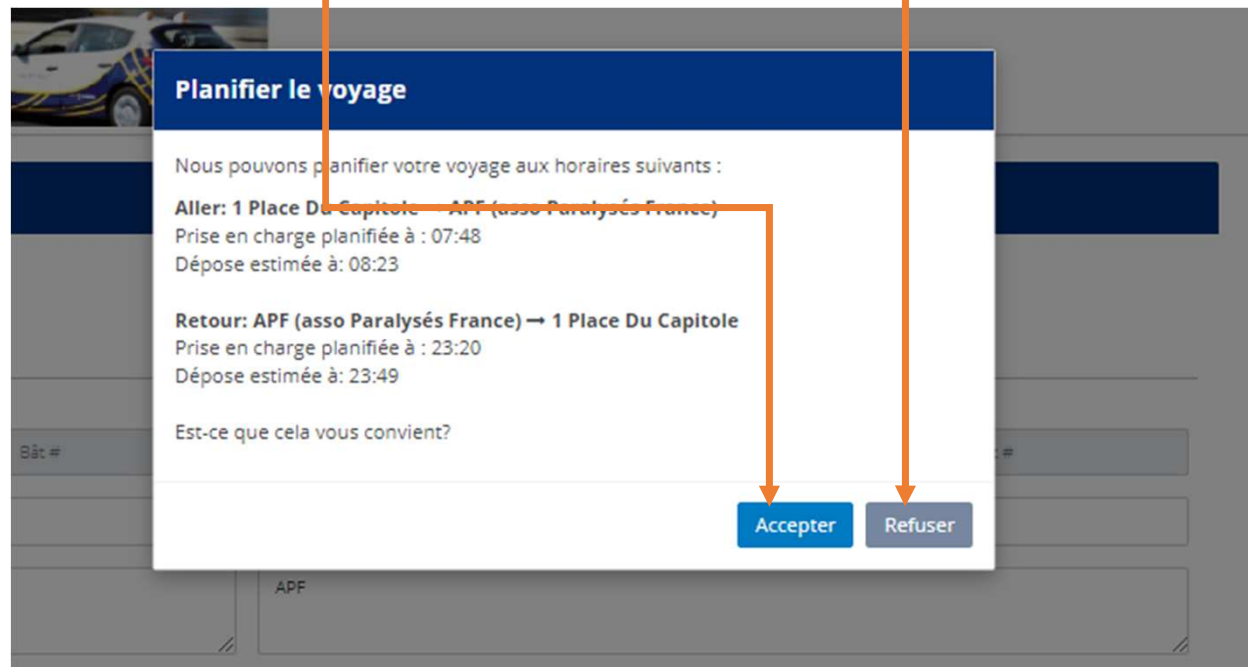 Planifier le voyage
Nous pouvons planifier votre voyage aux horaires suivants :
Aller: 1 Place Du Capitole → APF (asso Paralysés France)
Prise en charge planifiée à : 07:48
Dépose estimée à: 08:23
Retour: APF (asso Paralysés France) → 1 Place Du Capitole
Prise en charge planifiée à : 23:20
Dépose estimée à: 23:49
Est-ce que cela vous convient?
Bât #
#
Accepter Refuser
APF